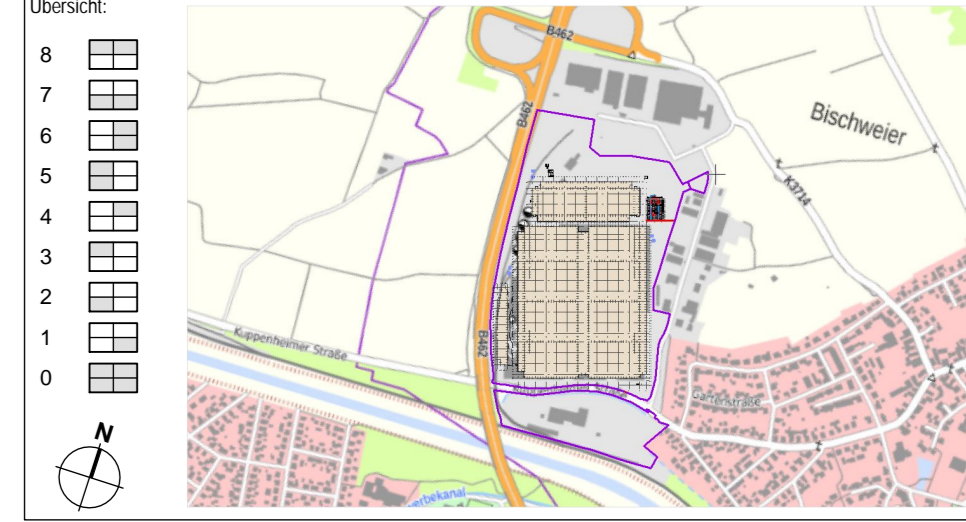 Übersicht:
8
7
6
5
4
3
2
1
0
N
B462
B462
Bischweier
K3714
B462
Kuppenheimer Straße
Gartenstraße
erbekanal